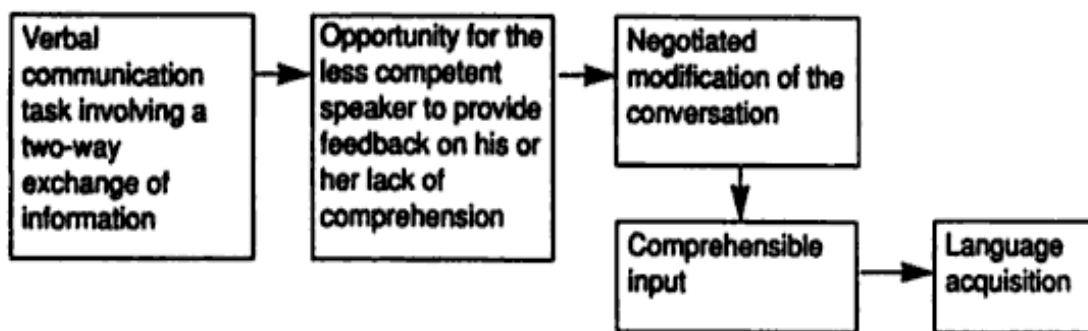 Verbal
communication
task involving a
two-way
exchange of
information
Opportunity for the
less competent
speaker to provide
feedback on his or
her lack of
comprehension
Negotiated
modification of the
conversation
Comprehensible
input
Language
acquisition